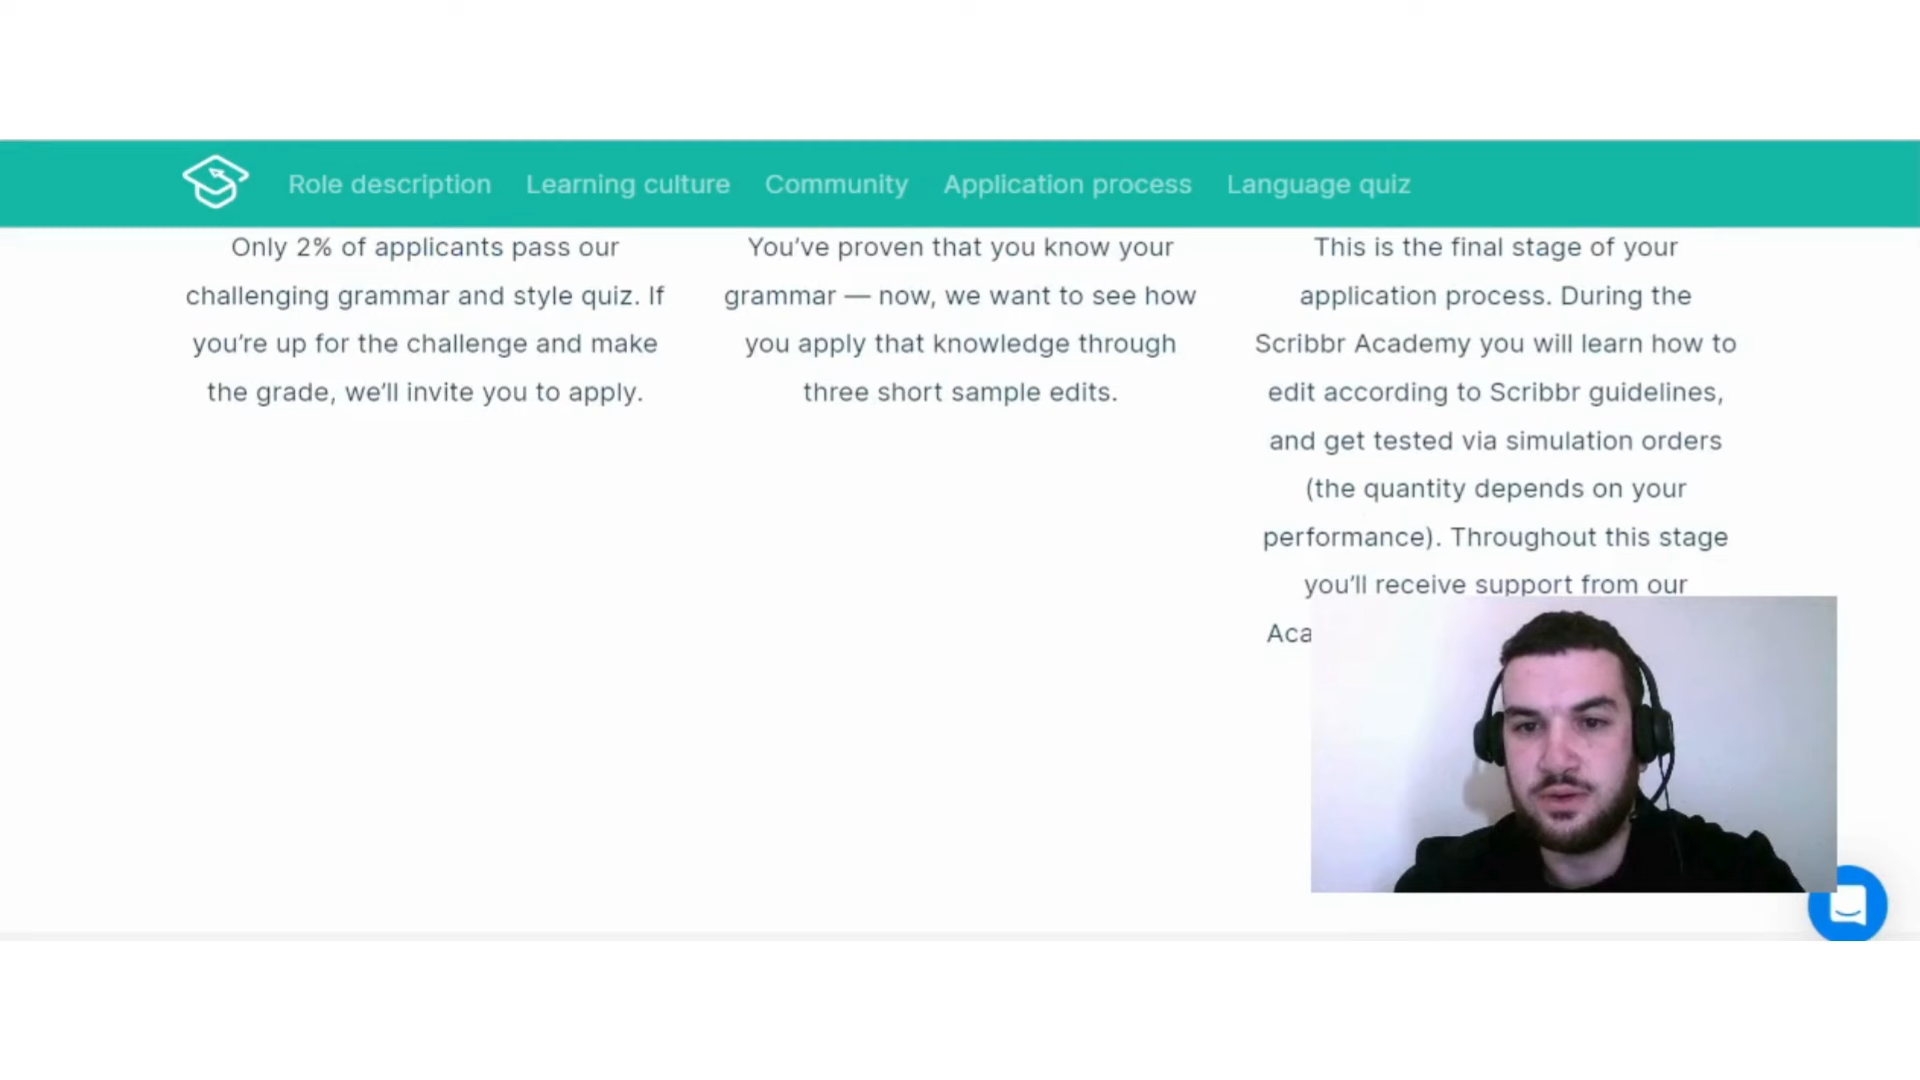 Role description
Learning culture
Community
Application process
Language quiz
Only 2% of applicants pass our
challenging grammar and style quiz. If
you’re up for the challenge and make
the grade, we’ll invite you to apply.
You’ve proven that you know your
grammar — now, we want to see how
you apply that knowledge through
three short sample edits.
This is the final stage of your
application process. During the
Scribbr Academy you will learn how to
edit according to Scribbr guidelines,
and get tested via simulation orders
(the quantity depends on your
performance). Throughout this stage
you’ll receive support from our
Aca